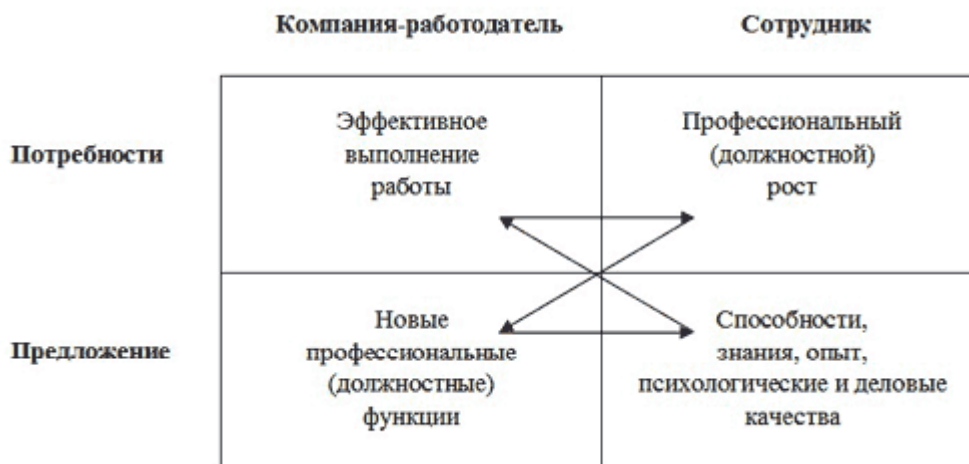 Компания-работодатель
Сотрудник
Потребности
Эффективное
выполнение
работы
Профессиональный
(должностной)
рост
Предложение
Новые
профессиональные
(должностные)
функции
Способности,
знания, опыт,
психологические и деловые
качества